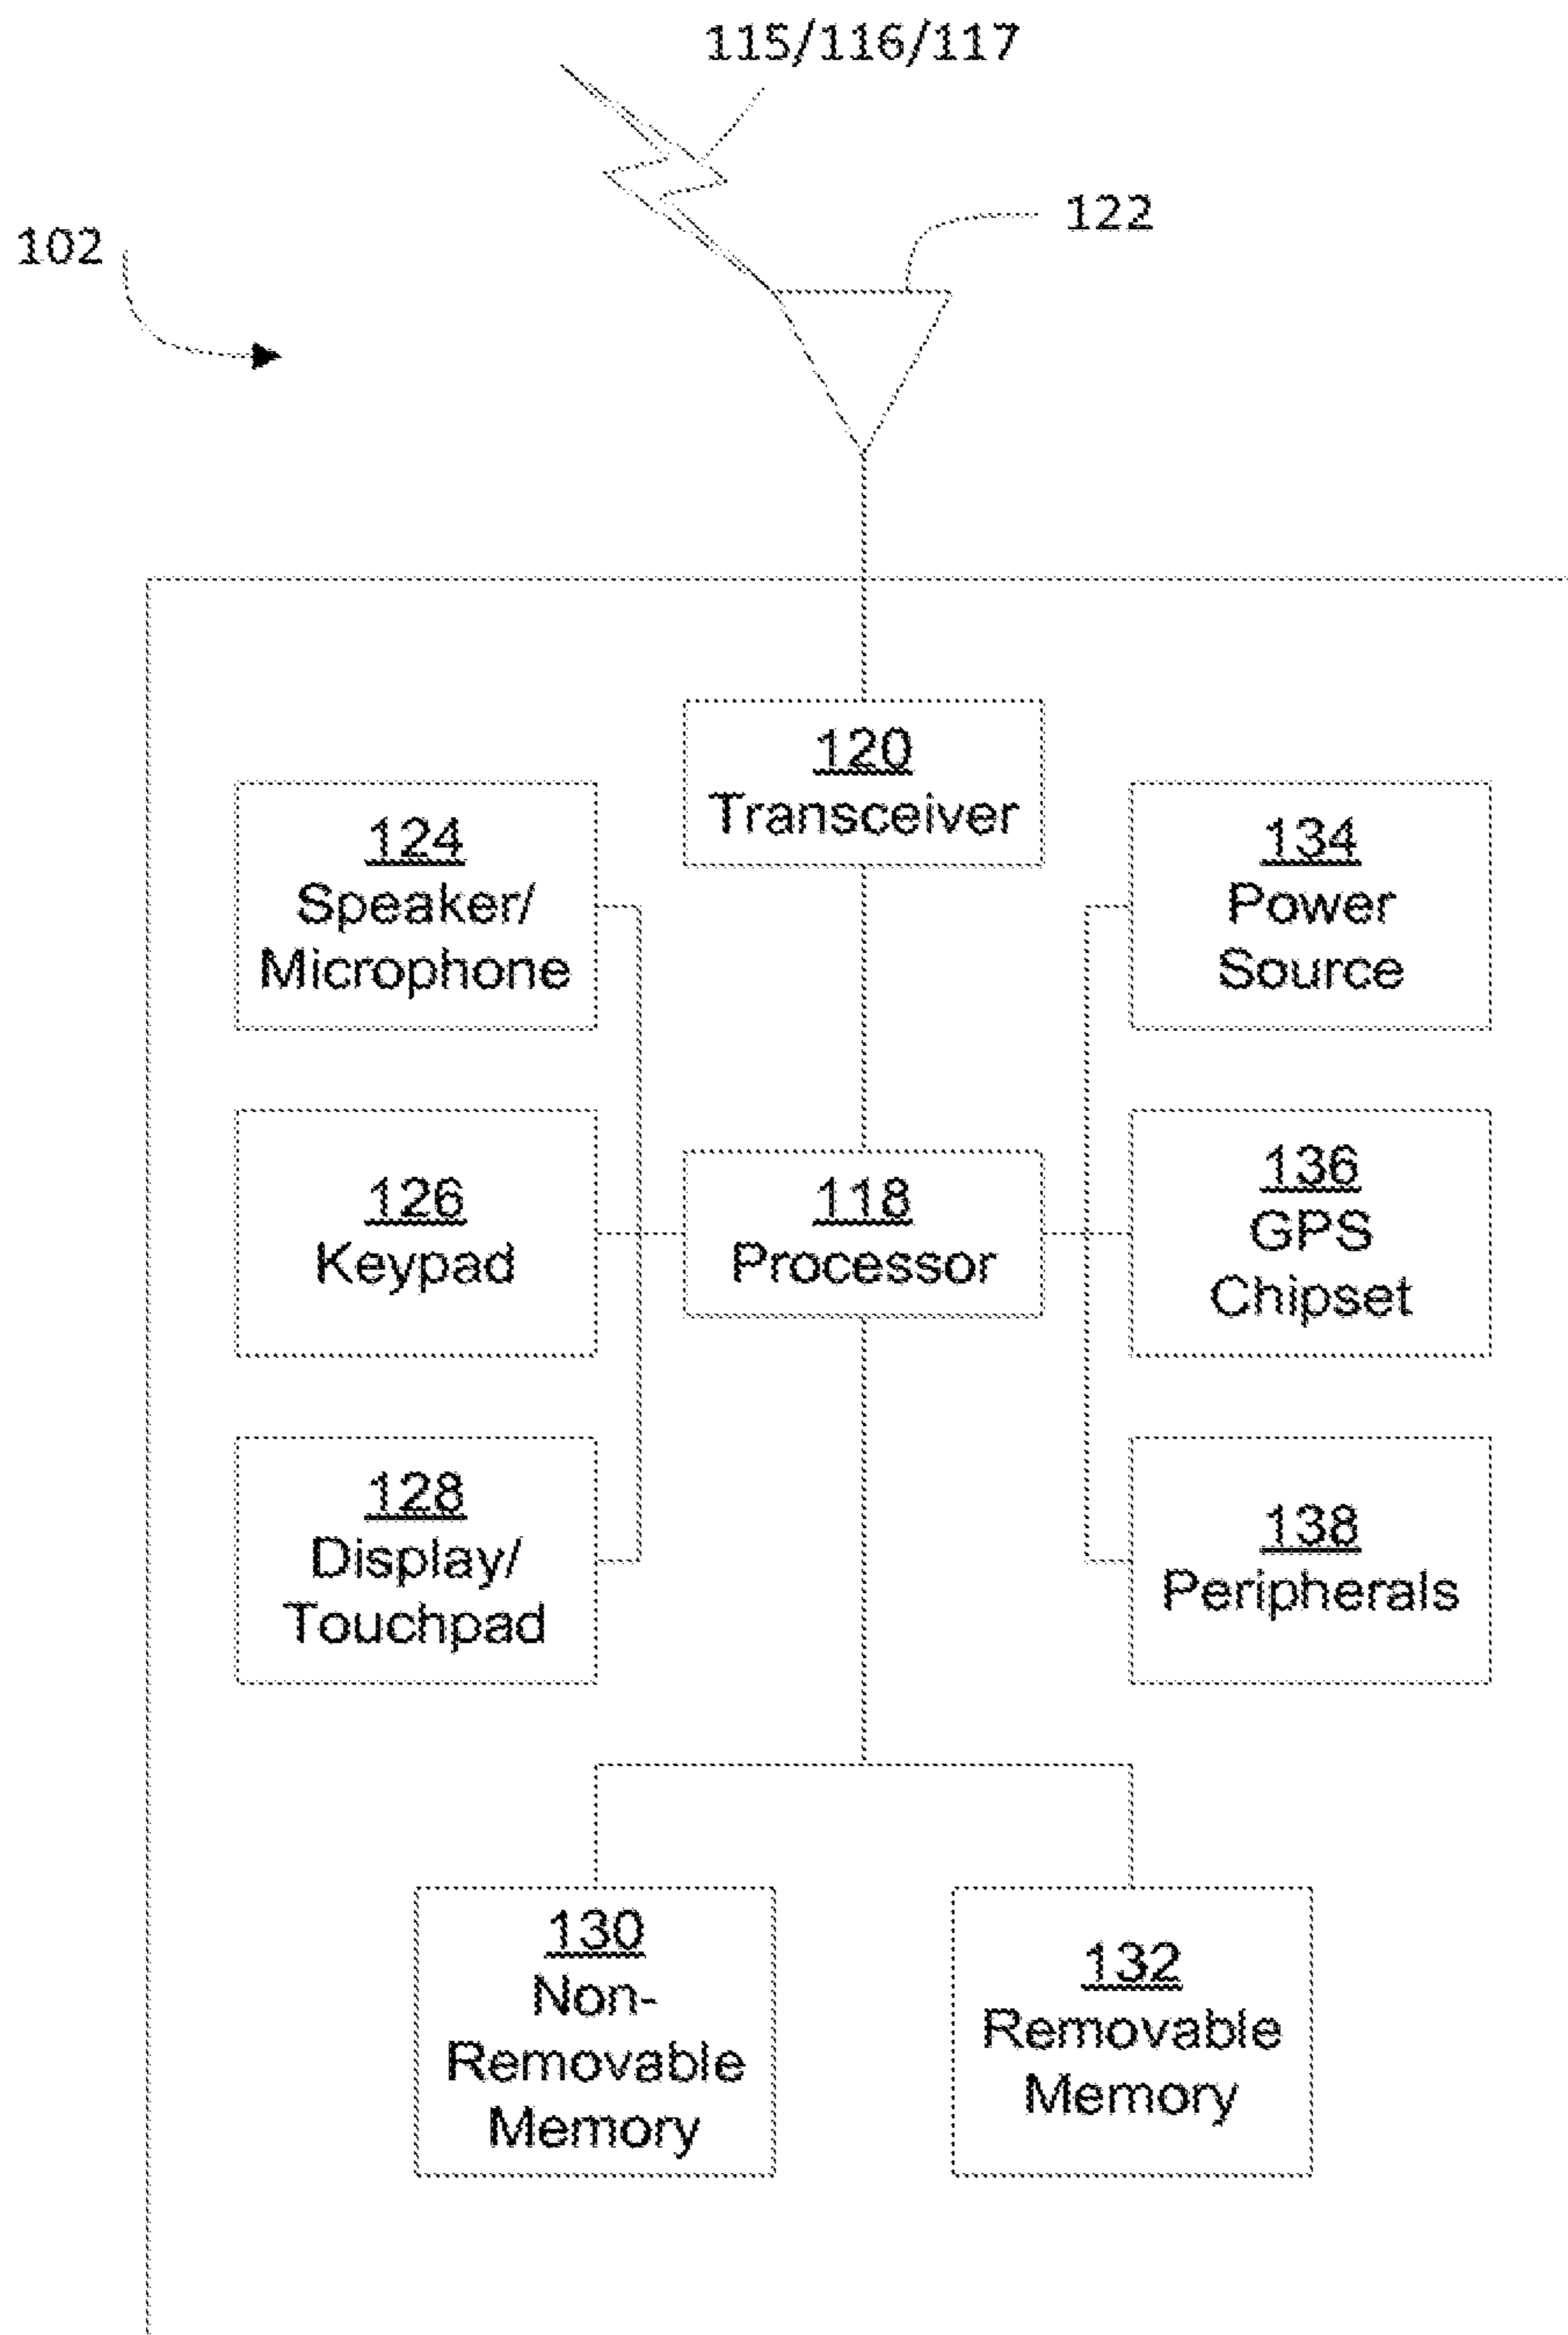 115/116/117
122
102
120
Transceiver
124
Speaker/
Microphone
134
Power
Source
126
Keypad
118
Processor
136
GPS
Chipset
128
Display/
Touchpad
138
Peripherals
130
Non-
Removable
Memory
132
Removable
Memory